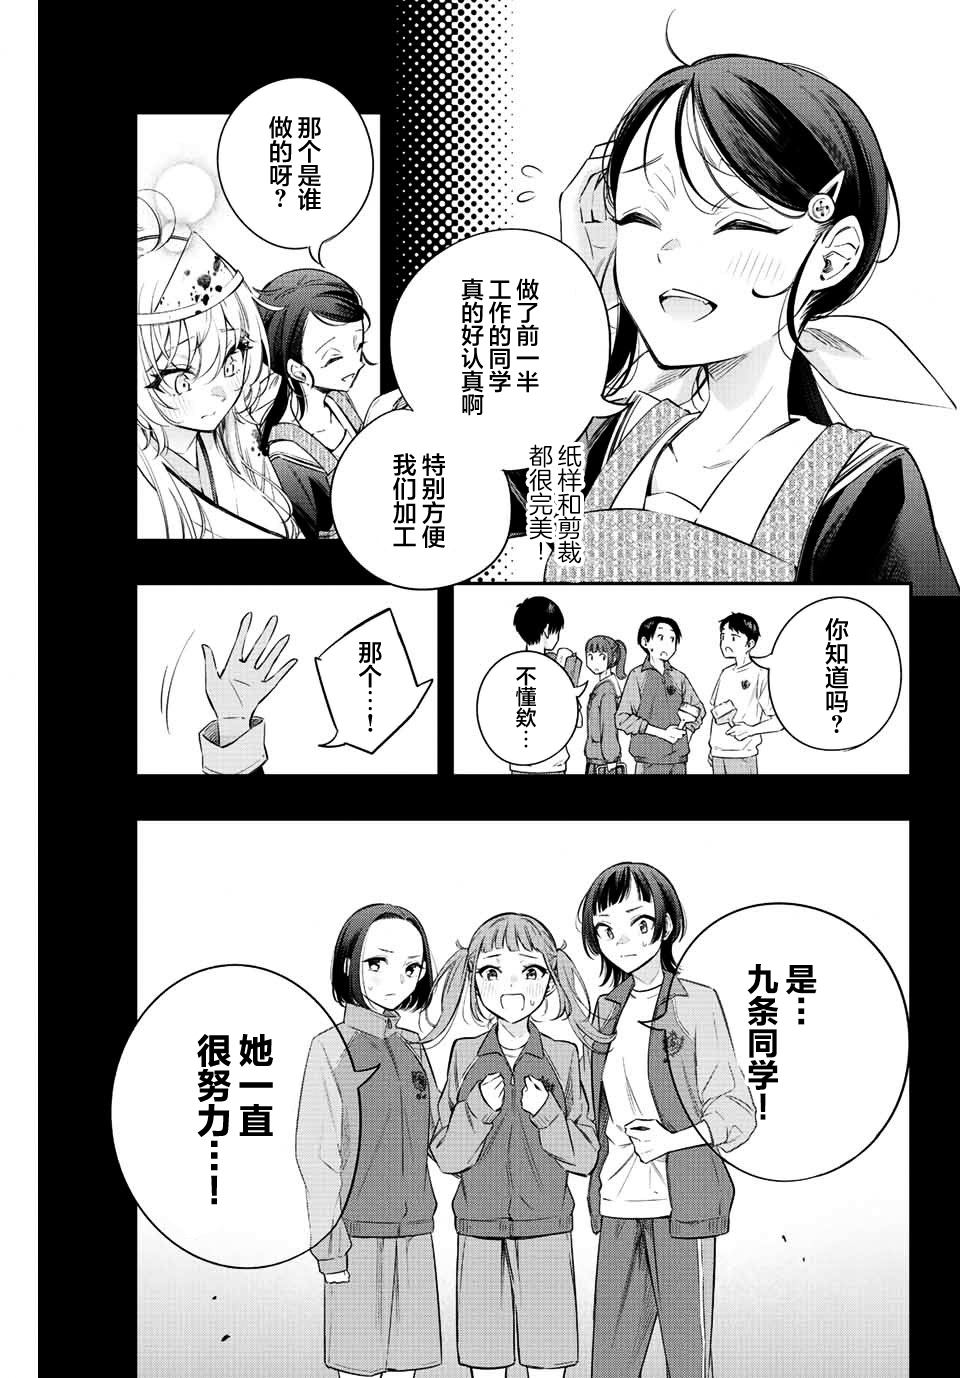 做了前一半
工作的同学
真的好认真啊
纸样和剪裁
都很完美！
特别方便
我们加工
那个是谁
做的呀？
你知道吗？
不懂欸…
那个…！
是…
九条同学！
她一直
很努力…！